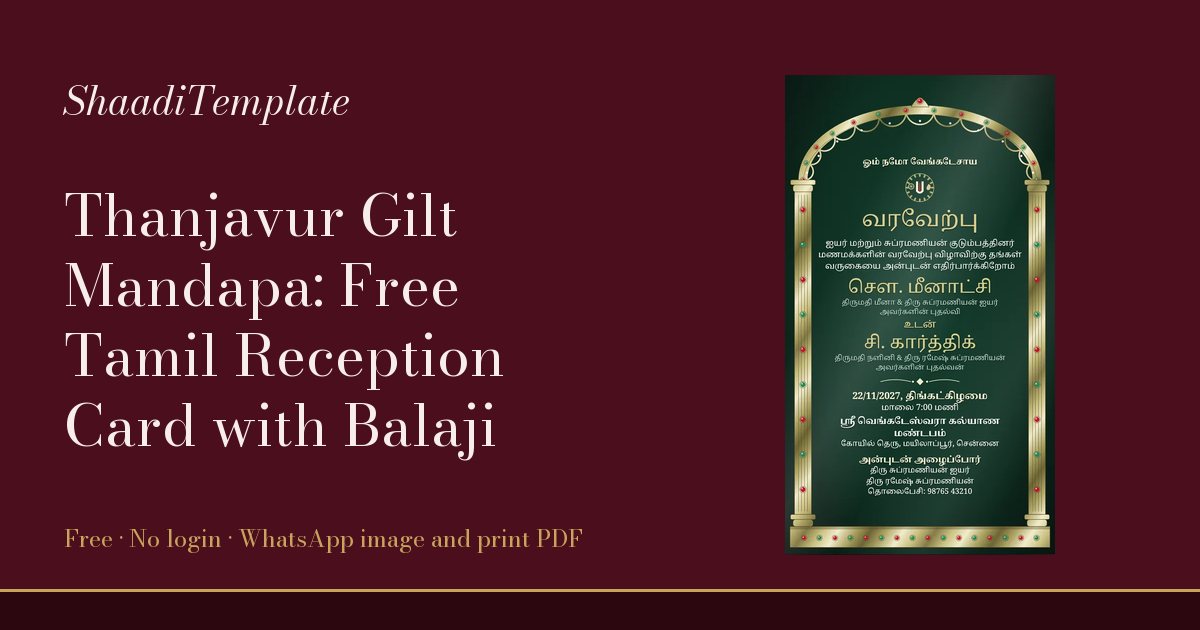 ShaadiTemplate
Thanjavur Gilt
Mandapa: Free
Tamil Reception
Card with Balaji
Free · No login · WhatsApp image and print PDF
ஓம் நமோ வேங்கடேசாய
வரவேற்பு
ஐயர் மற்றும் சுப்ரமணியன் குடும்பத்தினர்
மணமக்களின் வரவேற்பு விழாவிற்கு தங்கள்
வருகையை அன்புடன் எதிர்பார்க்கிறோம்
சௌ. மீனாட்சி
திருமதி மீனா & திரு சுப்ரமணியன் ஐயர்
அவர்களின் புதல்வி
உடன்
சி. கார்த்திக்
திருமதி நளினி & திரு ரமேஷ் சுப்ரமணியன்
அவர்களின் புதல்வன்
22/11/2027, திங்கட்கிழமை
மாலை 7:00 மணி
ஸ்ரீ வெங்கடேஸ்வரா கல்யாண
மண்டபம்
கோயில் தெரு, மயிலாப்பூர், சென்னை
அன்புடன் அழைப்போர்
திரு சுப்ரமணியன் ஐயர்
திரு ரமேஷ் சுப்ரமணியன்
தொலைபேசி: 98765 43210